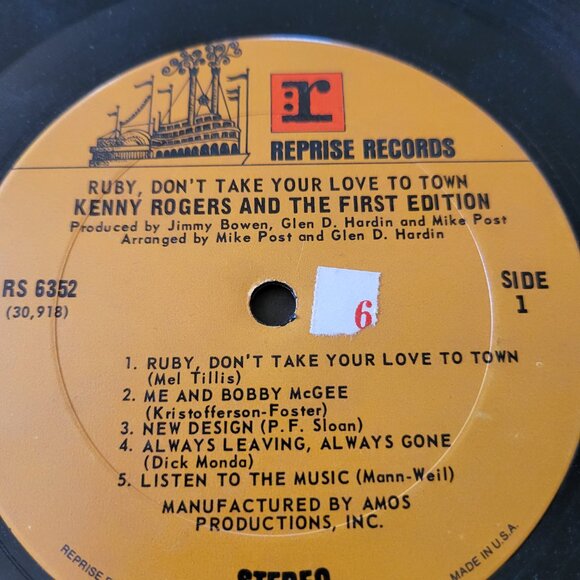 r
REPRISE RECORDS
RUBY, DON'T TAKE YOUR LOVE TO TOWN
KENNY ROGERS AND THE FIRST EDITION
Produced by Jimmy Bowen, Glen D. Hardin and Mike Post
Arranged by Mike Post and Glen D. Hardin
RS 6352
(30,918)
SIDE
1
6
1. RUBY, DON'T TAKE YOUR LOVE TO TOWN
(Mel Tillis)
2. ME AND BOBBY McGEE
(Kristofferson-Foster)
3. NEW DESIGN (P.F. Sloan)
4. ALWAYS LEAVING, ALWAYS GONE
(Dick Monda)
5. LISTEN TO THE MUSIC (Mann-Weil)
MANUFACTURED BY AMOS
PRODUCTIONS, INC.
REPRISE
MADE IN U.S.A.
STEREO